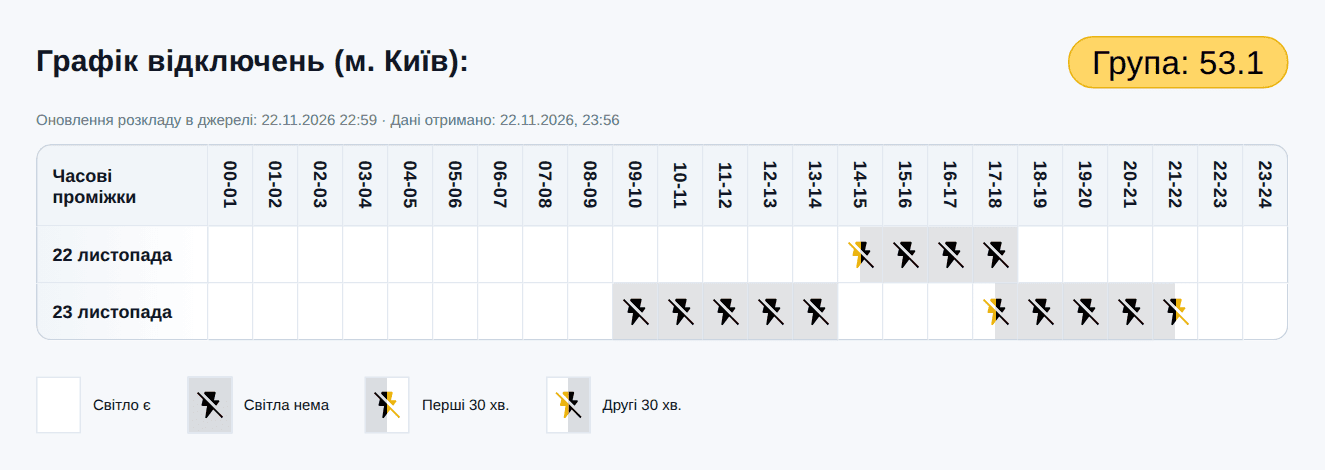 Графік відключень (м. Київ):
Група: 53.1
Оновлення розкладу в джерелі: 22.11.2026 22:59 · Дані отримано: 22.11.2026, 23:56
Часові
проміжки
00-01
01-02
02-03
03-04
04-05
05-06
06-07
07-08
08-09
09-10
10-11
11-12
12-13
13-14
14-15
15-16
16-17
17-18
18-19
19-20
20-21
21-22
22-23
23-24
22 листопада
23 листопада
Світло є
Світла нема
Перші 30 хв.
Другі 30 хв.